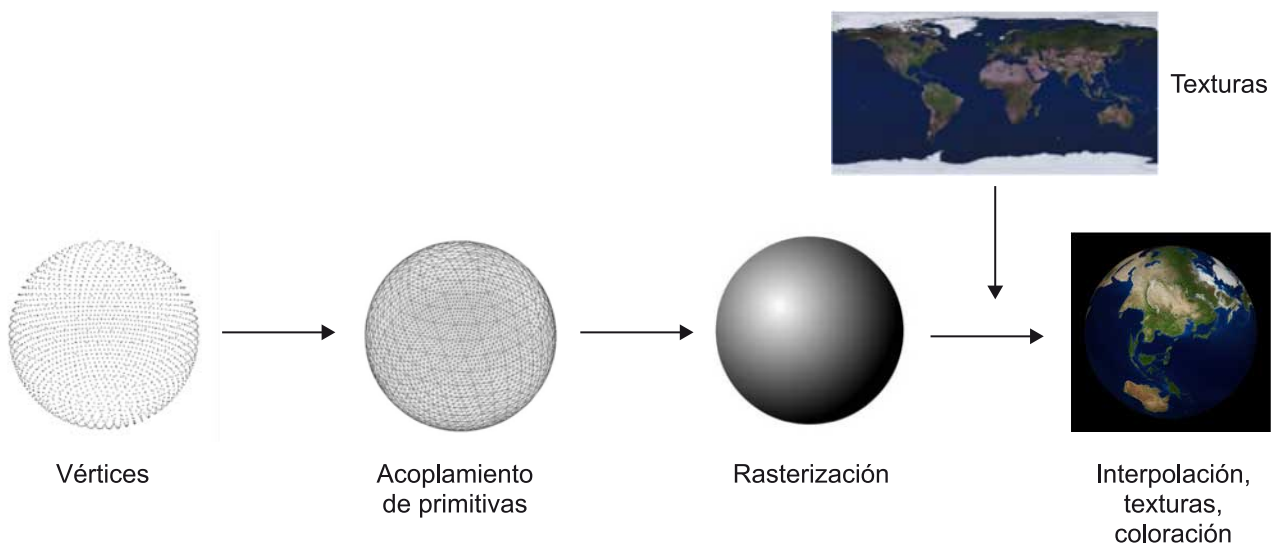 Texturas
Vértices
Acoplamiento
de primitivas
Rasterización
Interpolación,
texturas,
coloración